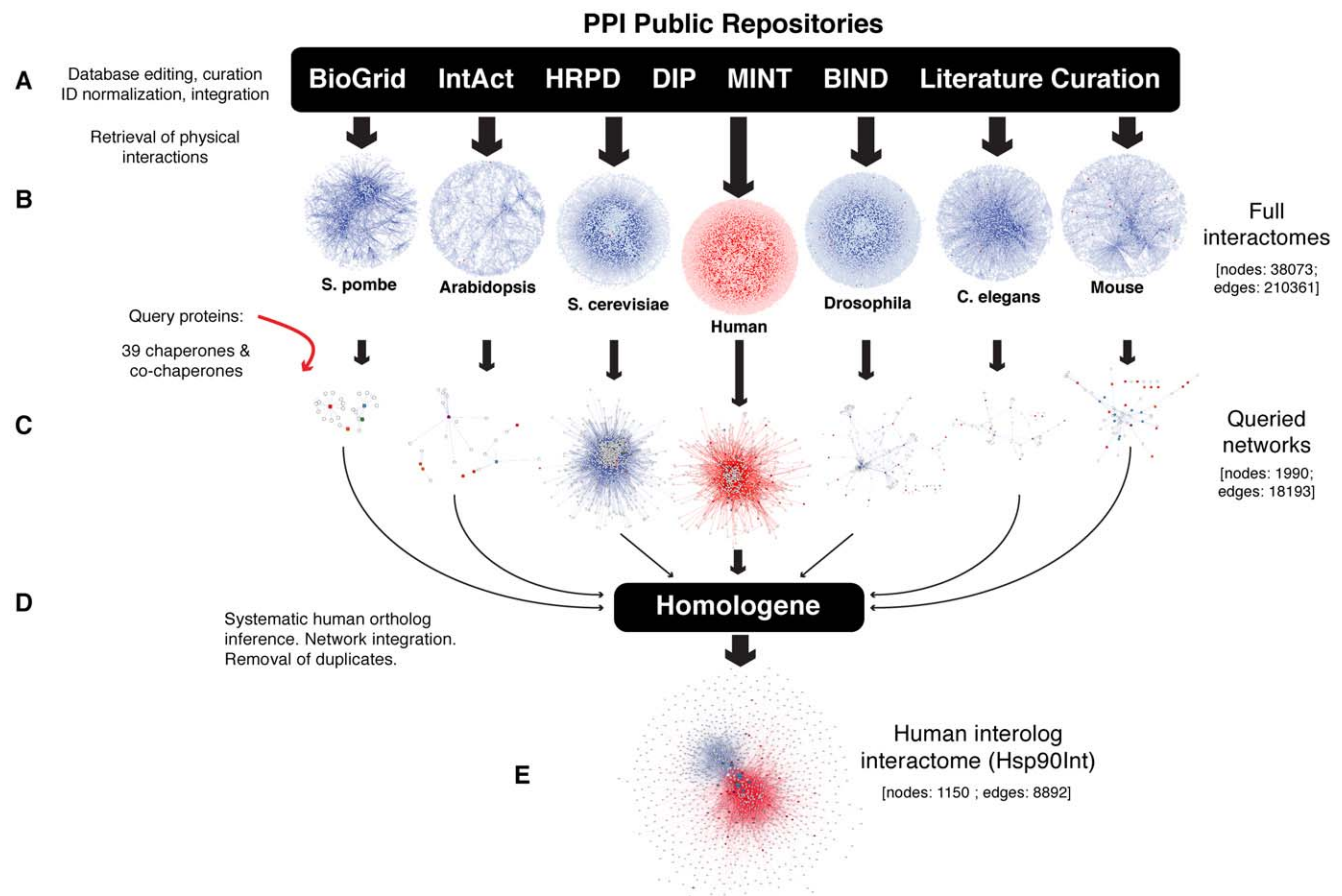 PPI Public Repositories
A
Database editing, curation
ID normalization, integration
BioGrid IntAct HRPD DIP MINT BIND Literature Curation
Retrieval of physical
interactions
B
S. pombe
Arabidopsis
S. cerevisiae
Human
Drosophila
C. elegans
Mouse
Full
interactomes
[nodes: 38073;
edges: 210361]
Query proteins:
39 chaperones &
co-chaperones
C
Queried
networks
[nodes: 1990;
edges: 18193]
D
Homologene
Systematic human ortholog
inference. Network integration.
Removal of duplicates.
E
Human interolog
interactome (Hsp90Int)
[nodes: 1150 ; edges: 8892]